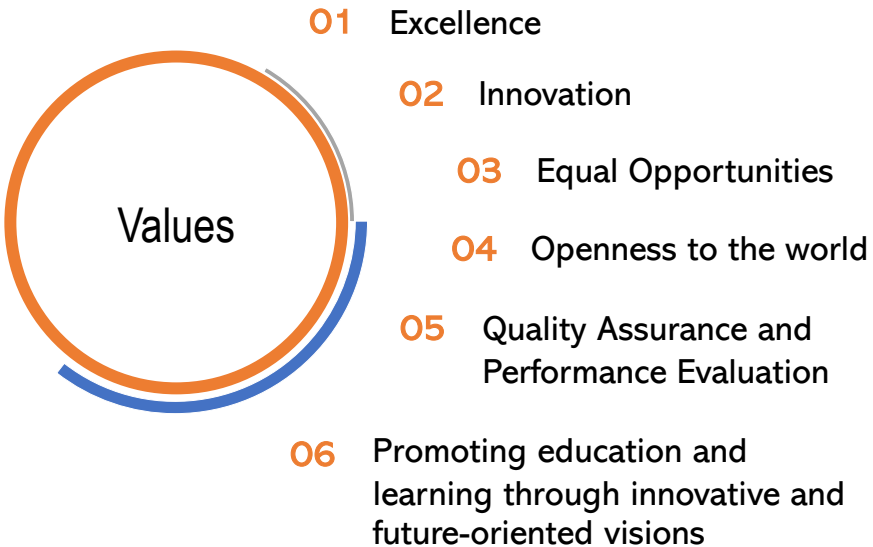 Values
01 Excellence
02 Innovation
03 Equal Opportunities
04 Openness to the world
05 Quality Assurance and
Performance Evaluation
06 Promoting education and
learning through innovative and
future-oriented visions